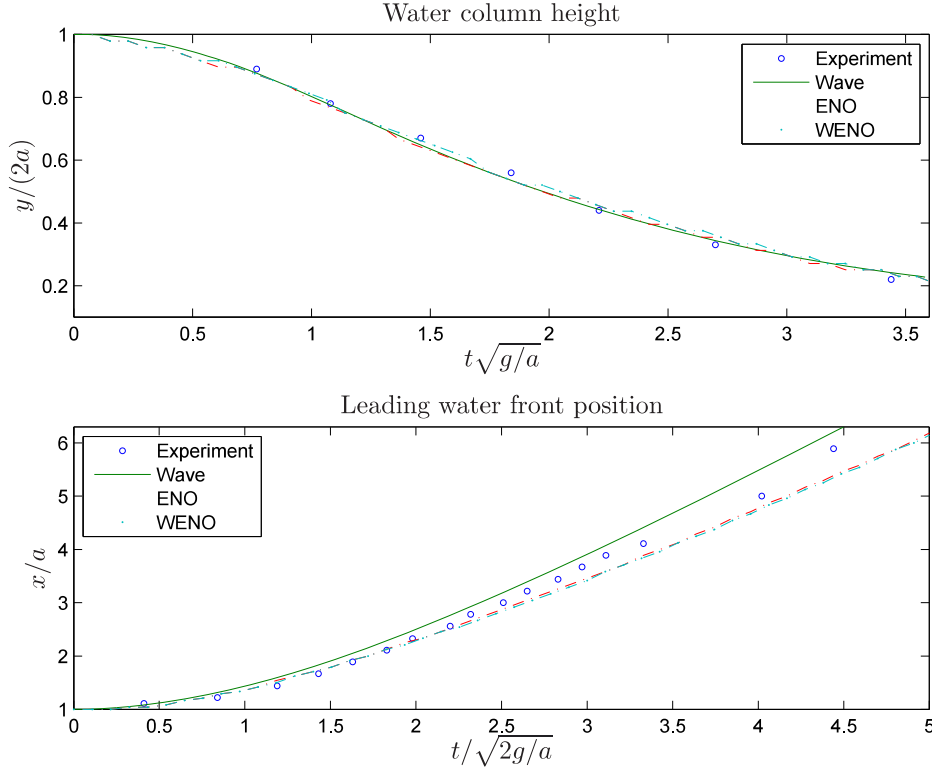 Water column height
1
0.8
0.6
0.4
0.2
y/(2a)
Experiment
Wave
ENO
WENO
0 0.5 1 1.5 2 2.5 3 3.5
t√g/a
Leading water front position
6
5
4
3
2
1
x/a
Experiment
Wave
ENO
WENO
0 0.5 1 1.5 2 2.5 3 3.5 4 4.5 5
t/√2g/a